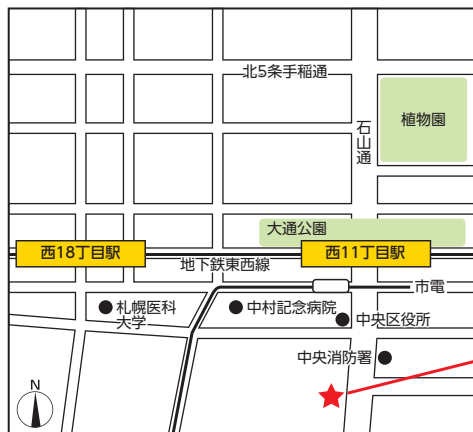 北5条手稲通
植物園
石山通
大通公園
西18丁目駅
西11丁目駅
地下鉄東西線
市電
札幌医科
大学
中村記念病院
中央区役所
中央消防署
N